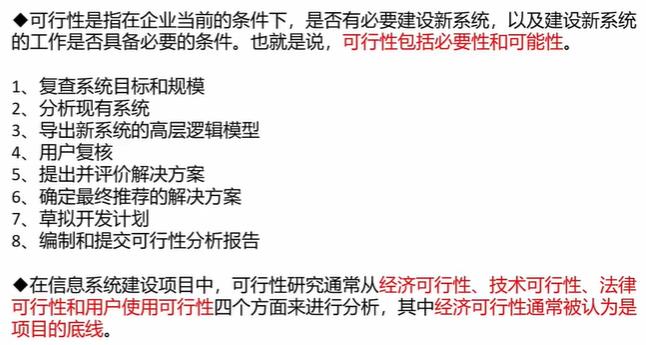 ◆可行性是指在企业当前的条件下，是否有必要建设新系统，以及建设新系统
的工作是否具备必要的条件。也就是说，可行性包括必要性和可能性。
1、复查系统目标和规模
2、分析现有系统
3、导出新系统的高层逻辑模型
4、用户复核
5、提出并评价解决方案
6、确定最终推荐的解决方案
7、草拟开发计划
8、编制和提交可行性分析报告
◆在信息系统建设项目中，可行性研究通常从经济可行性、技术可行性、法律
可行性和用户使用可行性四个方面来进行分析，其中经济可行性通常被认为是
项目的底线。